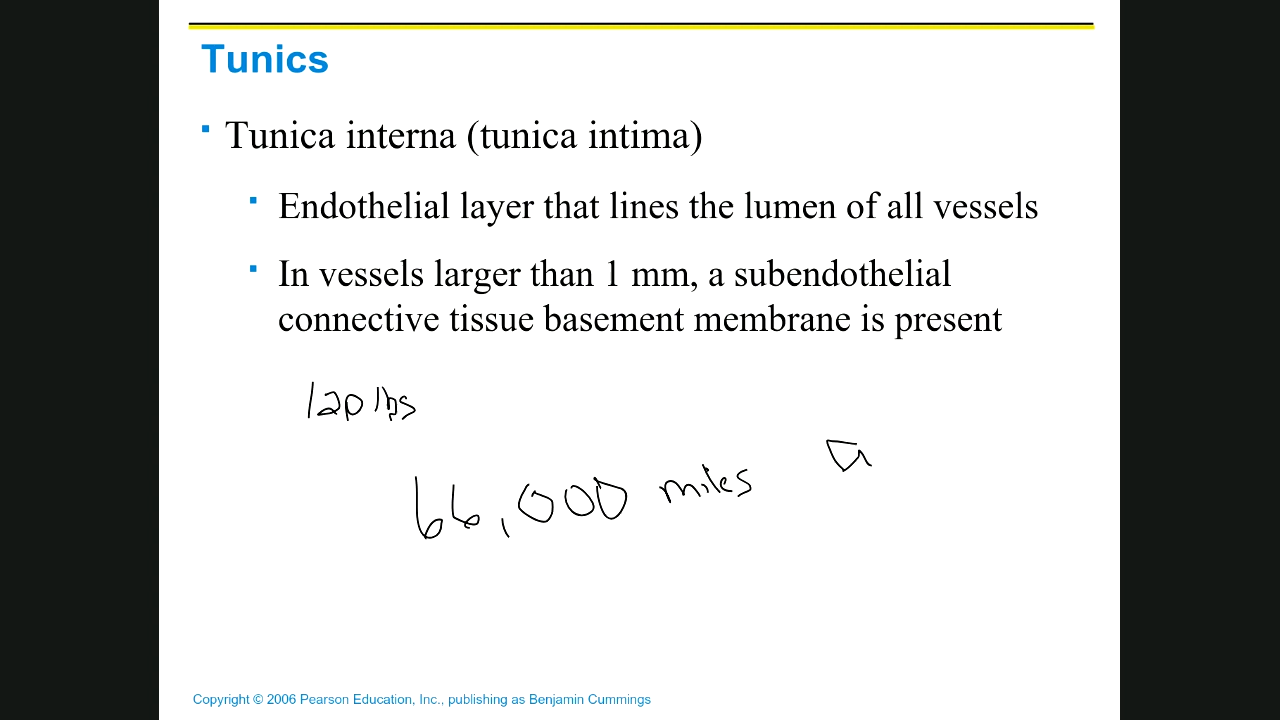 Tunics
Tunica interna (tunica intima)
Endothelial layer that lines the lumen of all vessels
In vessels larger than 1 mm, a subendothelial
connective tissue basement membrane is present
120 lbs
66,000 miles
Copyright © 2006 Pearson Education, Inc., publishing as Benjamin Cummings